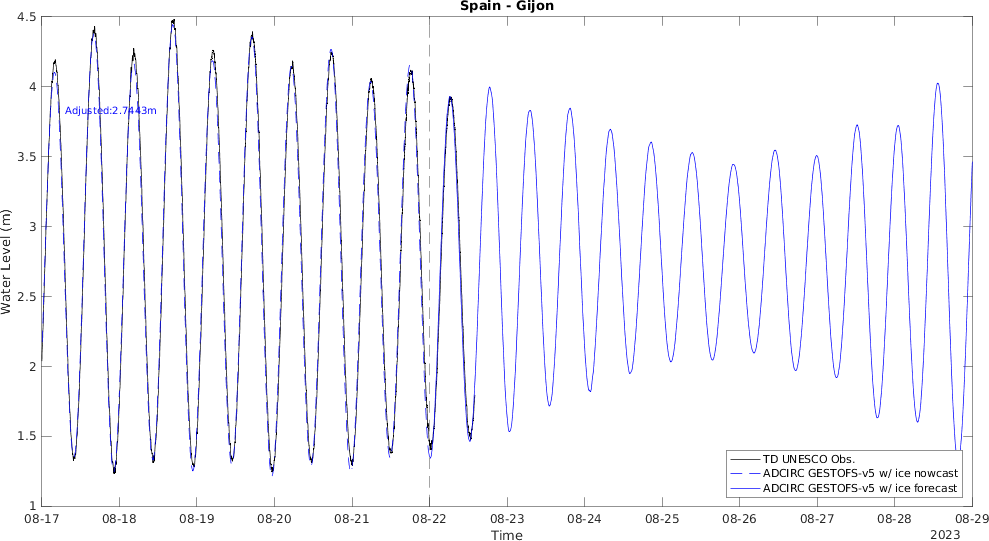 Spain - Gijon
4.5
4
3.5
3
2.5
2
1.5
1
Water Level (m)
Adjusted:2.7443m
TD UNESCO Obs.
ADCIRC GESTOFS-v5 w/ ice nowcast
ADCIRC GESTOFS-v5 w/ ice forecast
08-17 08-18 08-19 08-20 08-21 08-22 08-23 08-24 08-25 08-26 08-27 08-28 08-29
Time
2023